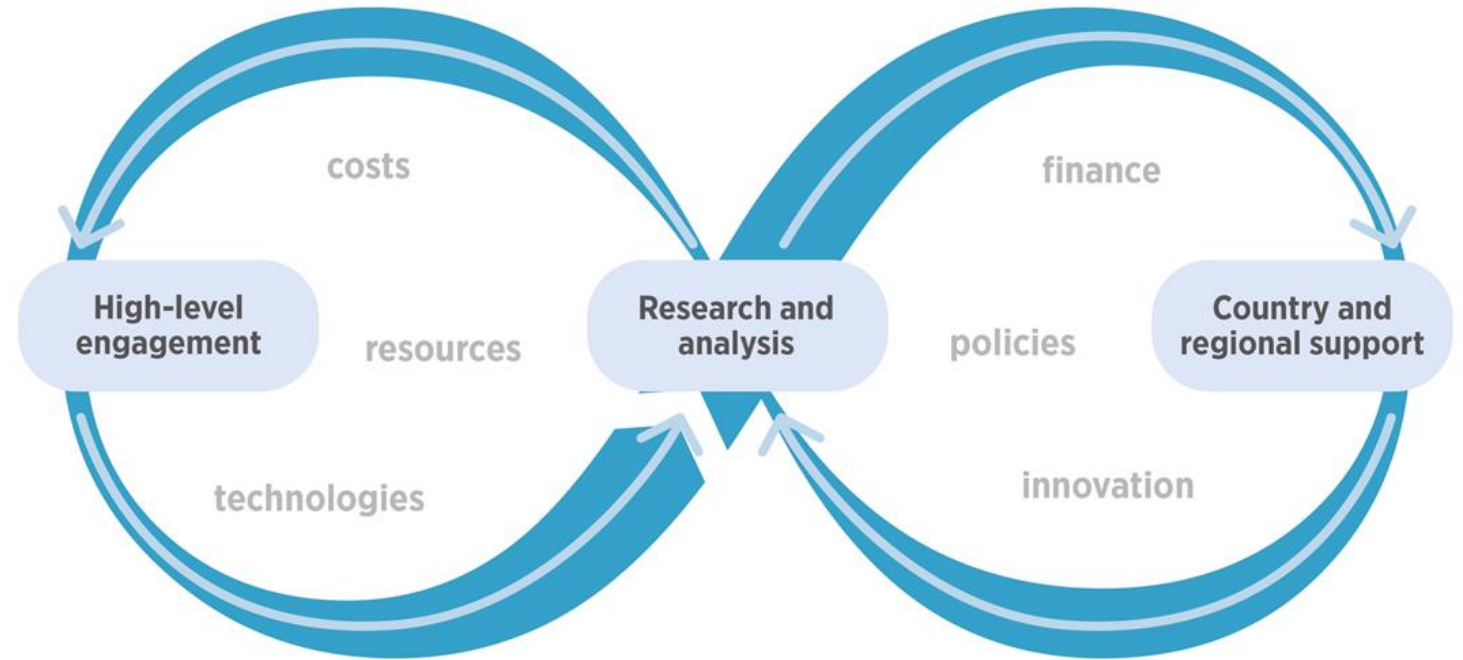 costs
finance
High-level
engagement
Research and
analysis
Country and
regional support
resources
policies
technologies
innovation